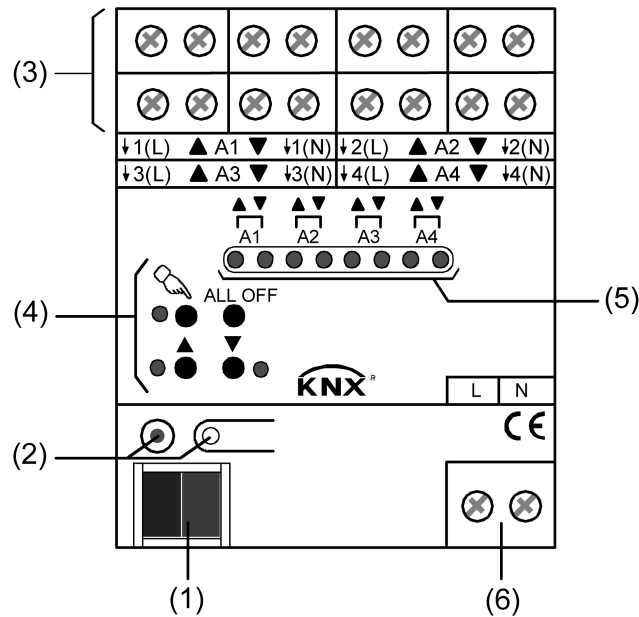 (3)
↓1(L) ▲ A1 ▼ ↓1(N) ↓2(L) ▲ A2 ▼ ↓2(N)
↓3(L) ▲ A3 ▼ ↓3(N) ↓4(L) ▲ A4 ▼ ↓4(N)
▲ ▼ ▲ ▼ ▲ ▼ ▲ ▼
A1 A2 A3 A4
(5)
(4)
ALL OFF
▲ ▼
KNX®
L N
CE
(2)
(1)
(6)